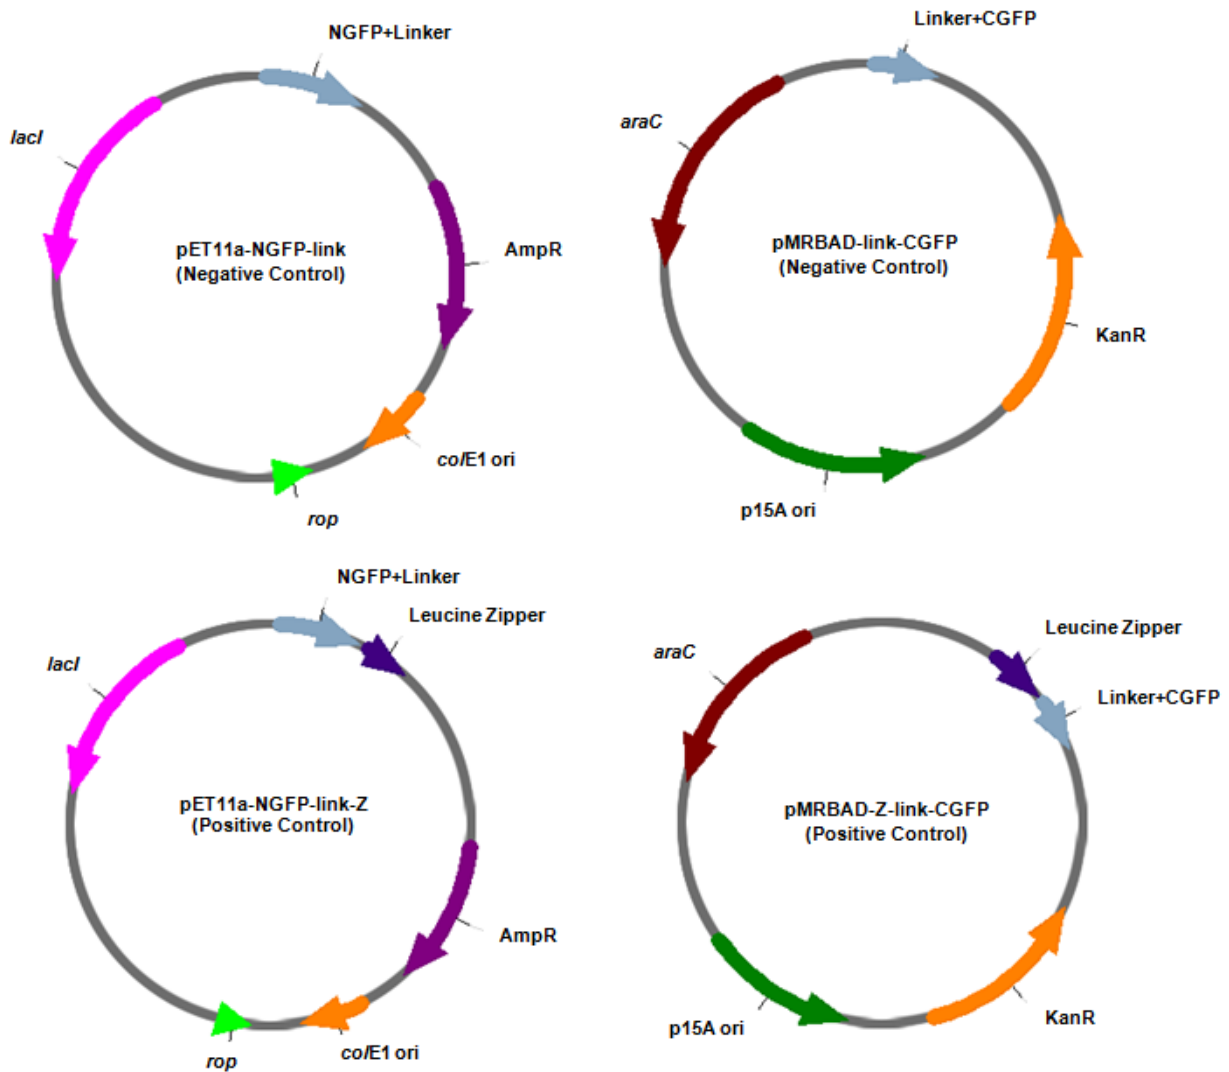 NGFP+Linker
lacI
pET11a-NGFP-link
(Negative Control)
AmpR
colE1 ori
rop
Linker+CGFP
araC
pMRBAD-link-CGFP
(Negative Control)
KanR
p15A ori
NGFP+Linker
Leucine Zipper
lacI
pET11a-NGFP-link-Z
(Positive Control)
AmpR
colE1 ori
rop
Leucine Zipper
araC
Linker+CGFP
pMRBAD-Z-link-CGFP
(Positive Control)
KanR
p15A ori